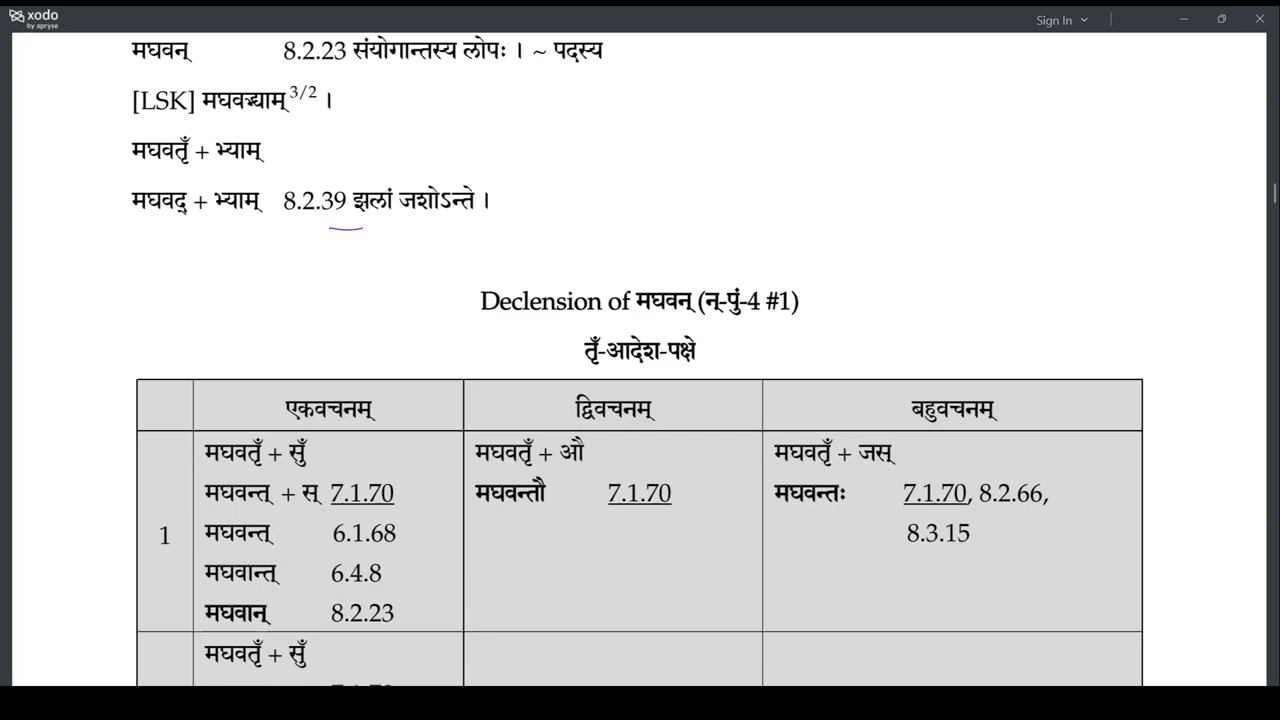 xodo
by apryse
Sign In
मघवन् 8.2.23 संयोगान्तस्य लोपः । ~ पदस्य
[LSK] मघवद्भ्याम् 3/2 ।
मघवतृँ + भ्याम्
मघवद् + भ्याम् 8.2.39 झलां जशोऽन्ते ।
Declension of मघवन् (न्-पुं-4 #1)
तृँ-आदेश-पक्षे
एकवचनम् द्विवचनम् बहुवचनम्
मघवतृँ + सुँ मघवतृँ + औ मघवतृँ + जस्
मघवन्त् + स् 7.1.70 मघवन्तौ 7.1.70 मघवन्तः 7.1.70, 8.2.66,
मघवन्त् 6.1.68 8.3.15
1
मघवान्त् 6.4.8
मघवान् 8.2.23
मघवतृँ + सुँ